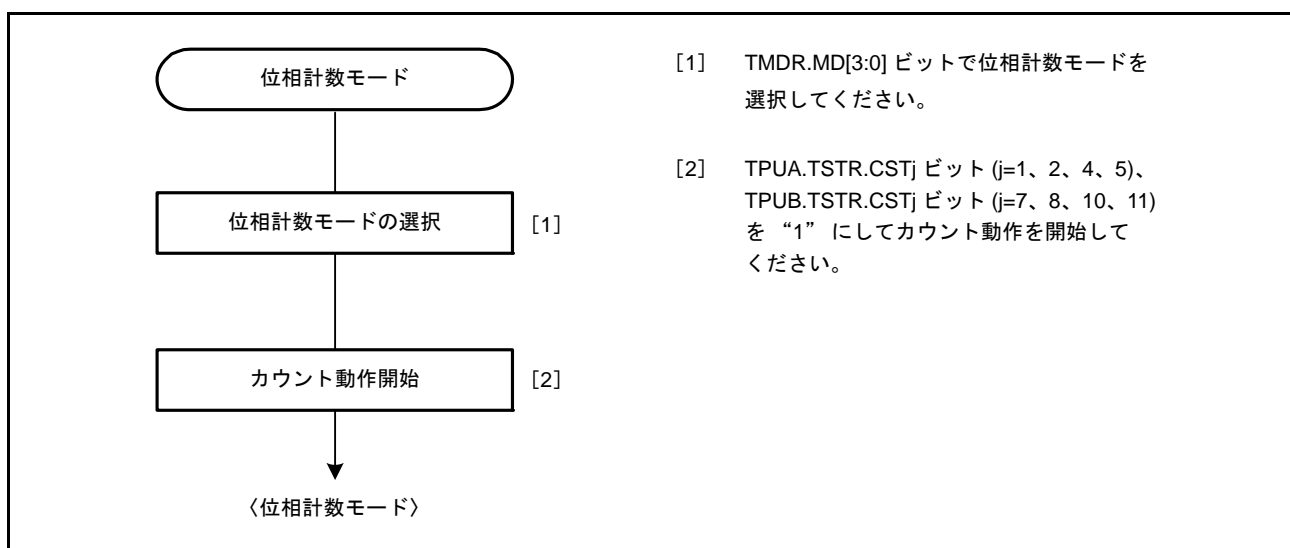 位相計数モード
位相計数モードの選択 [1]
カウント動作開始 [2]
〈位相計数モード〉
[1] TMDR.MD[3:0] ビットで位相計数モードを
選択してください。
[2] TPUA.TSTR.CSTj ビット (j=1、2、4、5)、
TPUB.TSTR.CSTj ビット (j=7、8、10、11)
を “1” にしてカウント動作を開始して
ください。